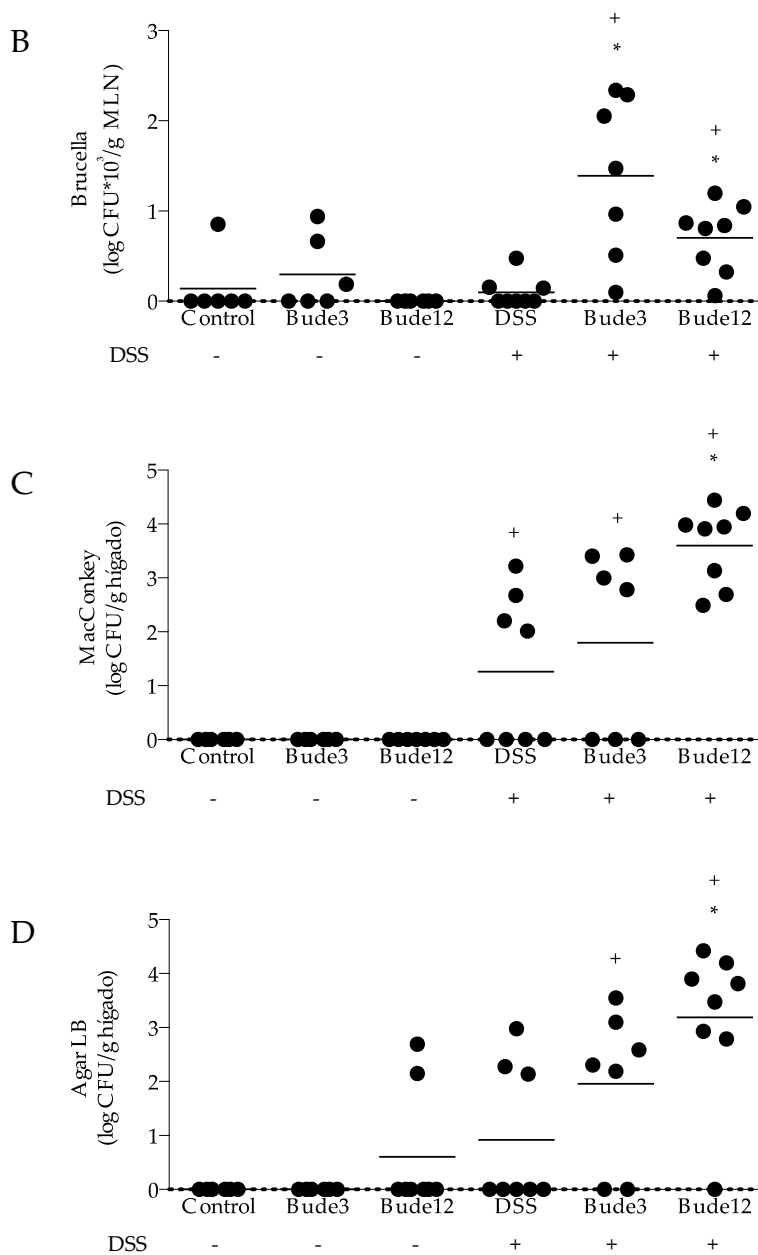 B
Brucella
(log CFU*10³/g MLN)
+
*
+
*
3
2
1
0
Control Bude3 Bude12 DSS Bude3 Bude12
DSS - - - + + +
C
MacConkey
(log CFU/g hígado)
+
*
+ +
5
4
3
2
1
0
Control Bude3 Bude12 DSS Bude3 Bude12
DSS - - - + + +
D
Agar LB
(log CFU/g hígado)
+
*
+
5
4
3
2
1
0
Control Bude3 Bude12 DSS Bude3 Bude12
DSS - - - + + +